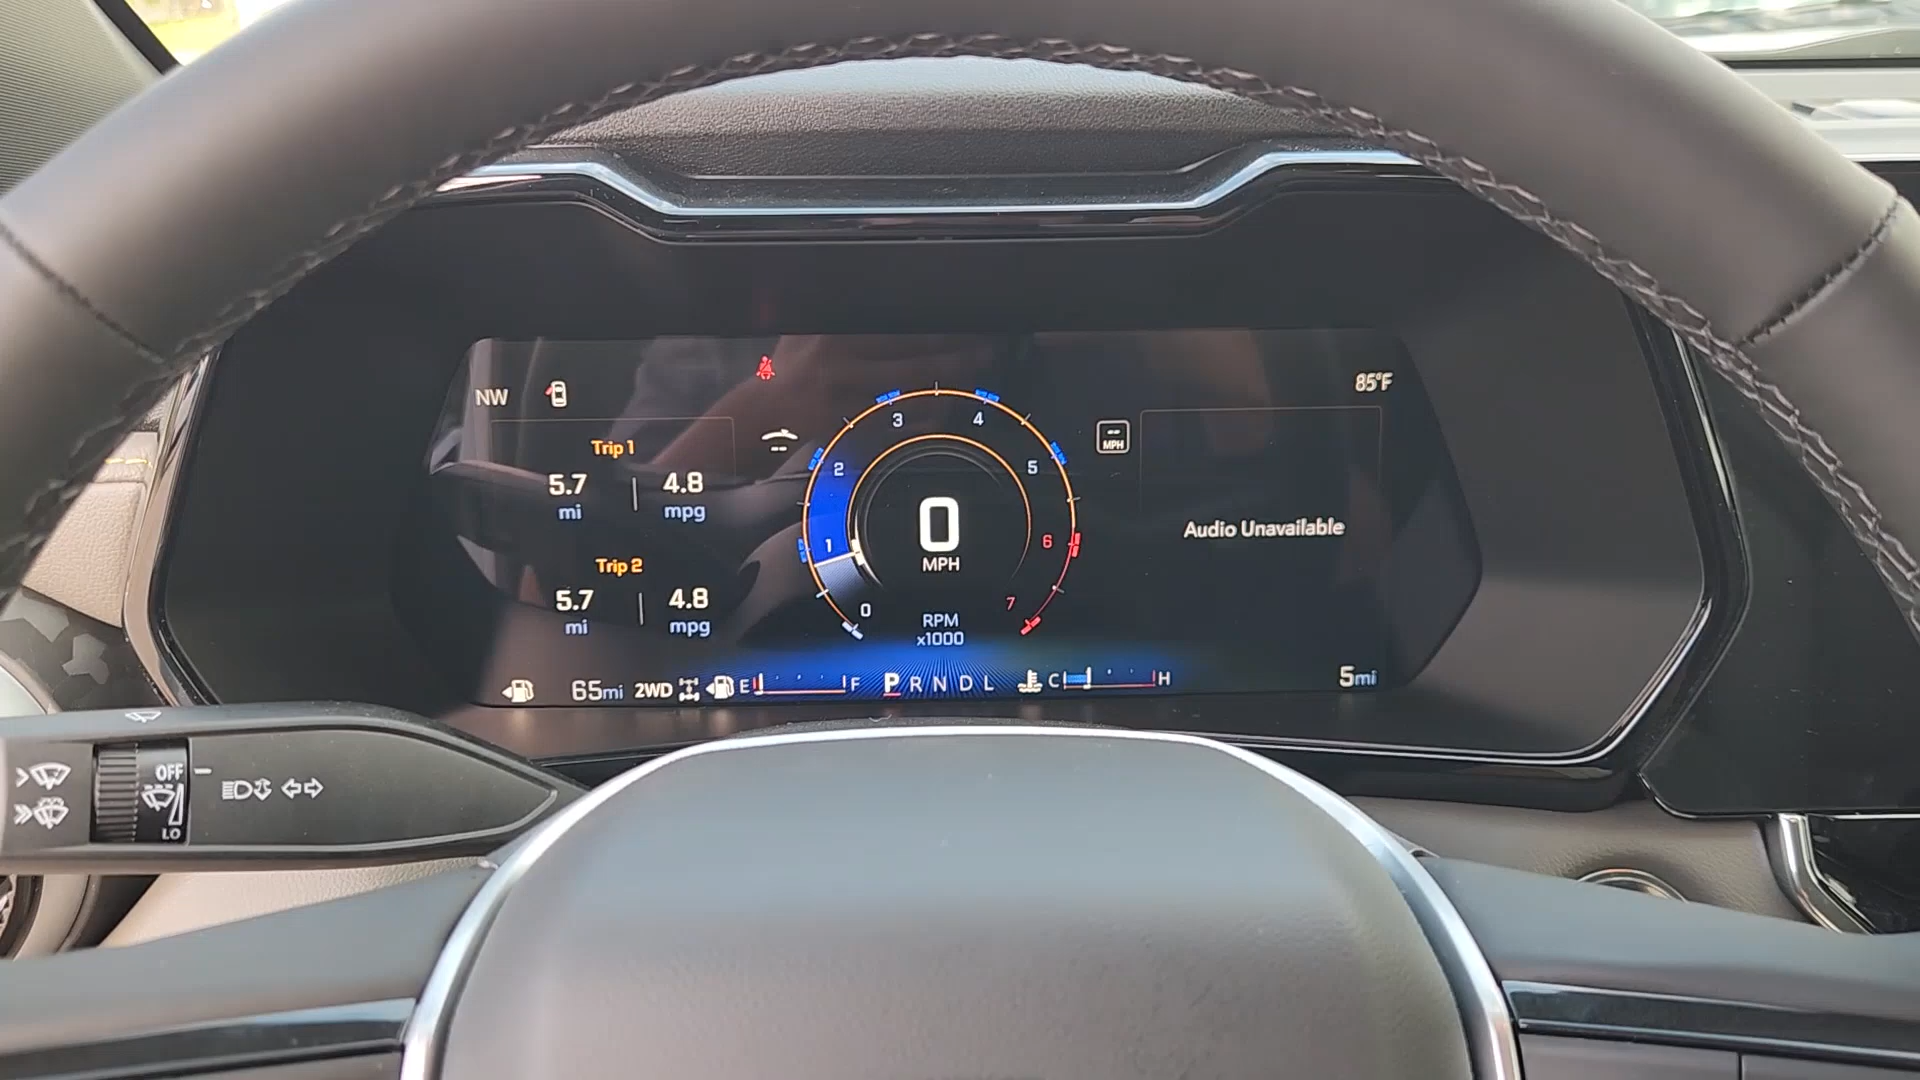 NW
85°F
Trip 1
5.7 mi | 4.8 mpg
Trip 2
5.7 mi | 4.8 mpg
0 1 2 3 4 5 6 7
0
MPH
RPM
x1000
-- MPH
Audio Unavailable
65mi 2WD E F P R N D L C H 5mi
OFF
LO